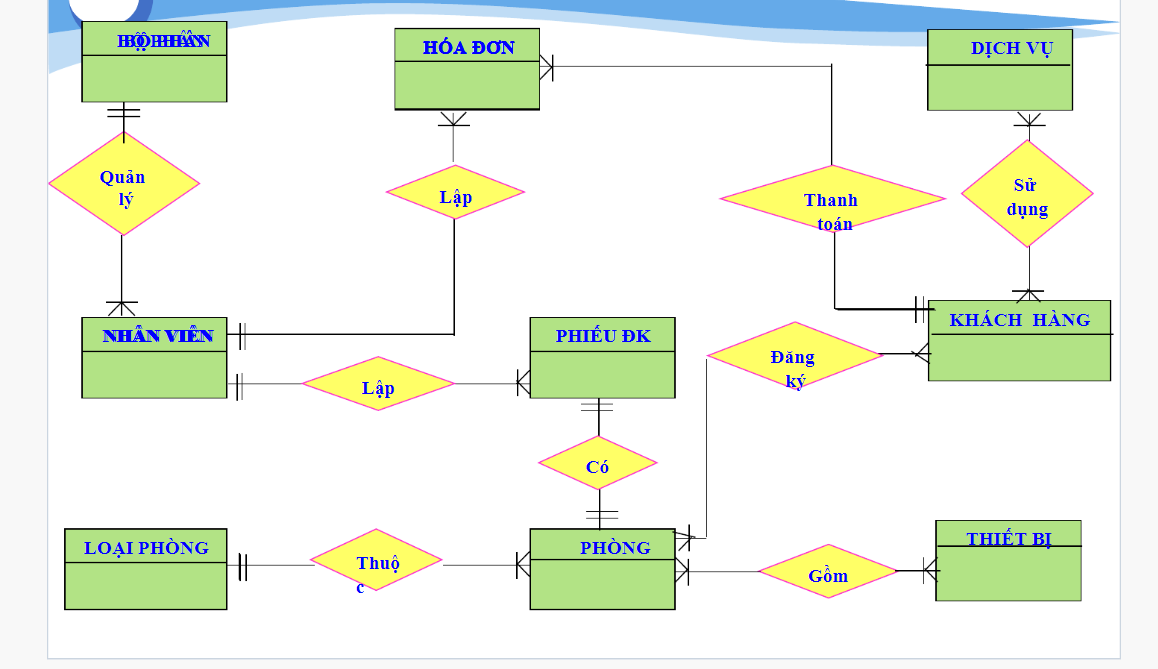 BỘ PHẬN
HÓA ĐƠN
DỊCH VỤ
Quản
lý
Lập
Thanh
toán
Sử
dụng
NHÂN VIÊN
PHIẾU ĐK
KHÁCH HÀNG
Lập
Đăng
ký
Có
LOẠI PHÒNG
Thuộ
c
PHÒNG
Gồm
THIẾT BỊ